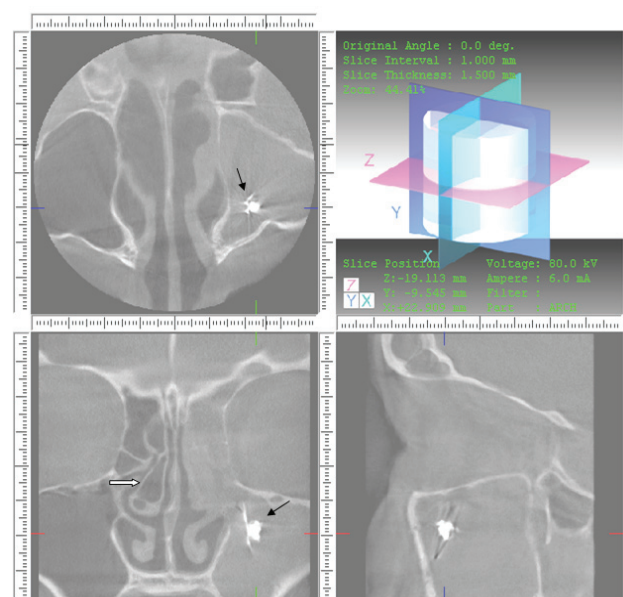 Original Angle : 0.0 deg.
Slice Interval : 1.000 mm
Slice Thickness: 1.500 mm
Zoom: 44.41%
Z
Y
X
Slice Position Voltage: 80.0 kV
Z:-19.113 mm Ampere : 6.0 mA
Y: -9.545 mm Filter :
Z
Y X